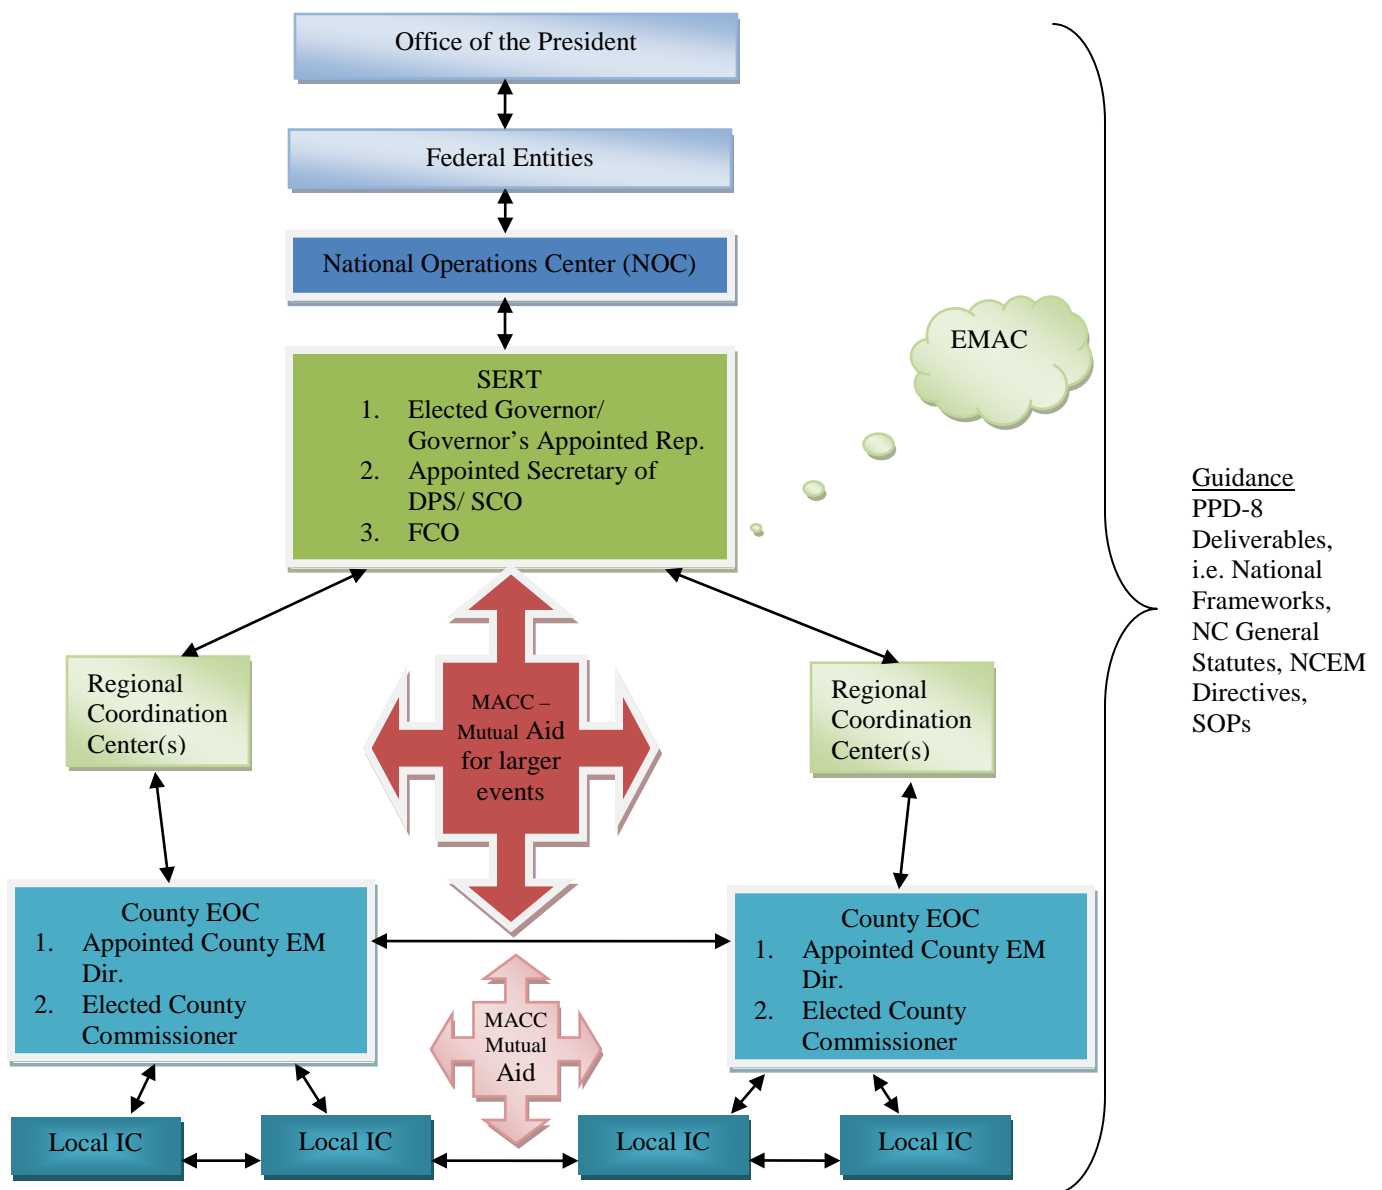 Office of the President
Federal Entities
National Operations Center (NOC)
SERT
1. Elected Governor/
Governor’s Appointed Rep.
2. Appointed Secretary of
DPS/ SCO
3. FCO
EMAC
Guidance
PPD-8
Deliverables,
i.e. National
Frameworks,
NC General
Statutes, NCEM
Directives,
SOPs
Regional
Coordination
Center(s)
MACC –
Mutual Aid
for larger
events
Regional
Coordination
Center(s)
County EOC
1. Appointed County EM
Dir.
2. Elected County
Commissioner
MACC
Mutual
Aid
County EOC
1. Appointed County EM
Dir.
2. Elected County
Commissioner
Local IC
Local IC
Local IC
Local IC